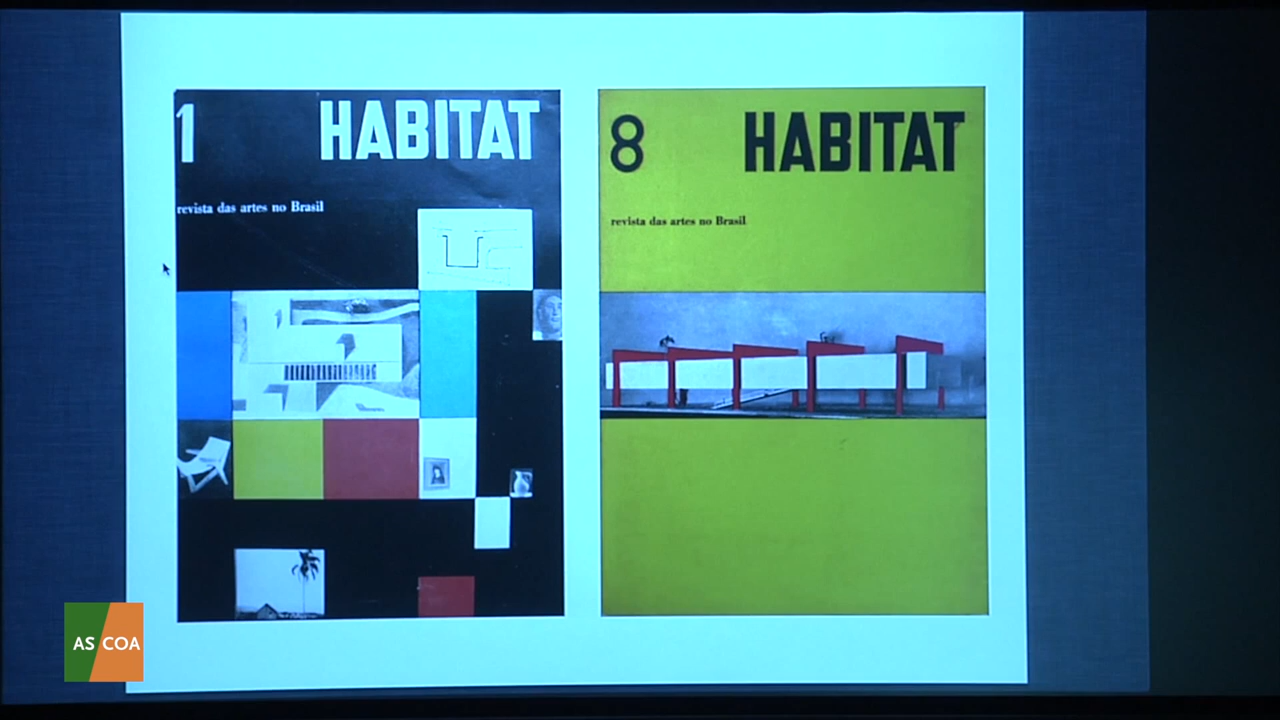 1 HABITAT
revista das artes no Brasil
8 HABITAT
revista das artes no Brasil
AS COA